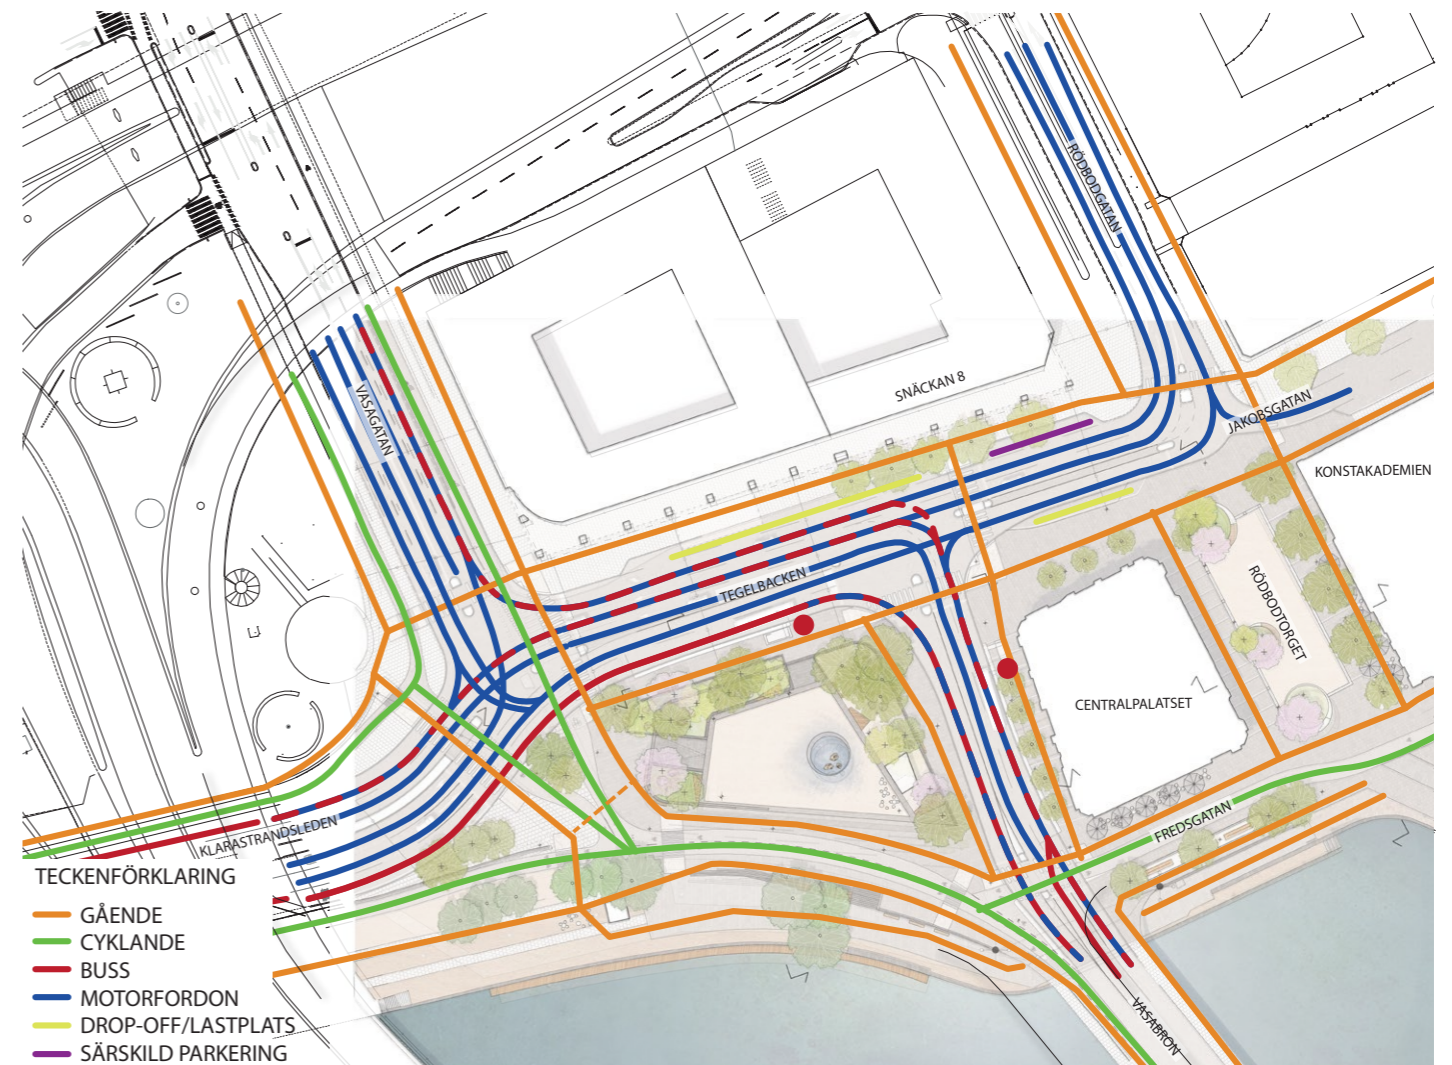 RÖDBODGATAN
VASAGATAN
SNÄCKAN 8
JAKOBSGATAN
KONSTAKADEMIEN
TEGELBACKEN
RÖDBODTORGET
CENTRALPALATSET
KLARASTRANDSLEDEN
FREDSGATAN
VASABRON
TECKENFÖRKLARING
GÅENDE
CYKLANDE
BUSS
MOTORFORDON
DROP-OFF/LASTPLATS
SÄRSKILD PARKERING